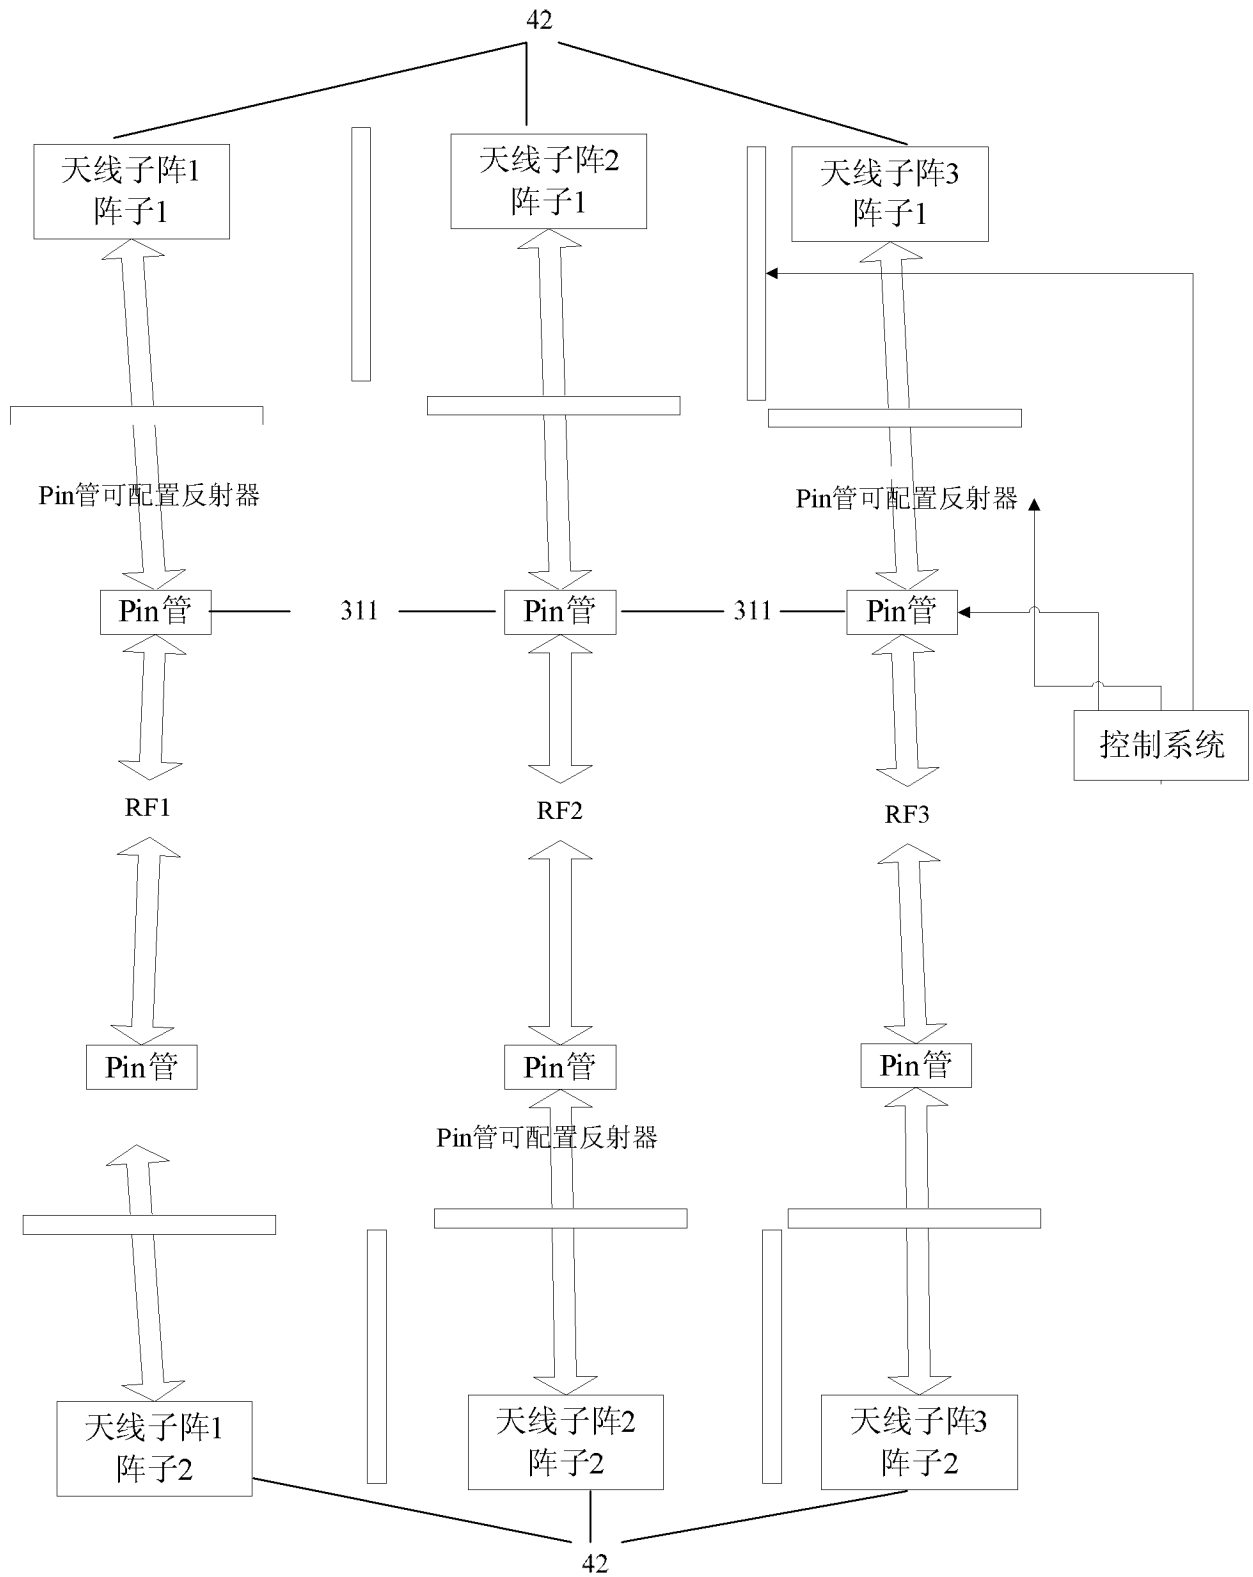 42
天线子阵1
阵子1
天线子阵2
阵子1
天线子阵3
阵子1
Pin管可配置反射器
Pin管可配置反射器
Pin管
311
Pin管
311
Pin管
控制系统
RF1
RF2
RF3
Pin管
Pin管
Pin管
Pin管可配置反射器
天线子阵1
阵子2
天线子阵2
阵子2
天线子阵3
阵子2
42